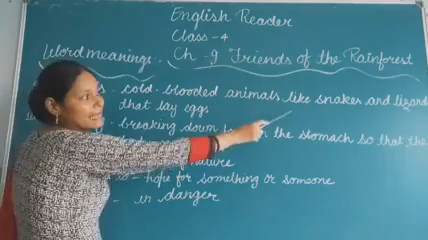 English Reader
Class - 4
Word meanings. Ch - 9 Friends of the Rainforest
cold-blooded animals like snakes and lizards
that lay eggs
breaking down in the stomach so that the
nature
hope for something or someone
- in danger